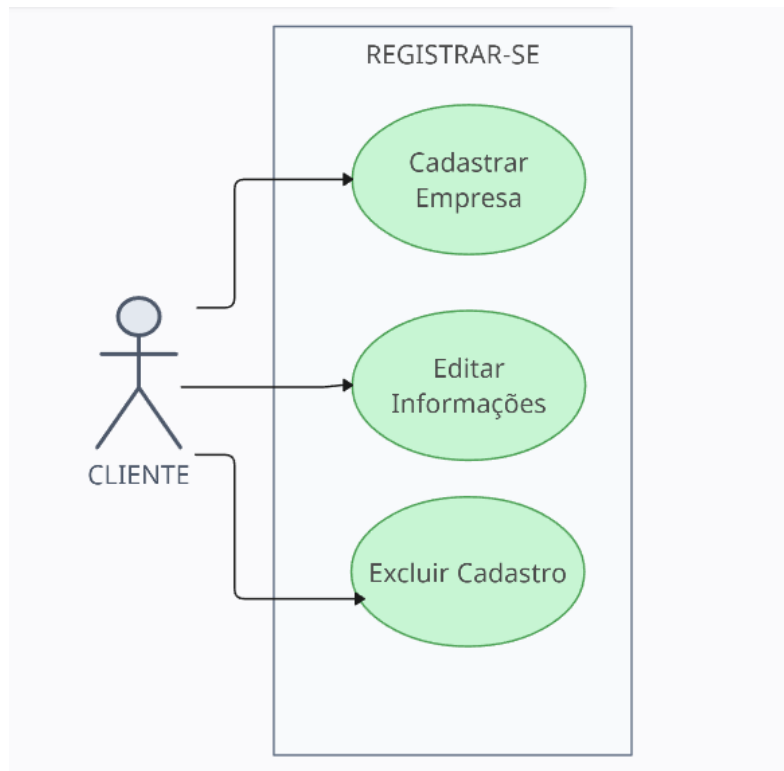 REGISTRAR-SE
Cadastrar
Empresa
Editar
Informações
CLIENTE
Excluir Cadastro